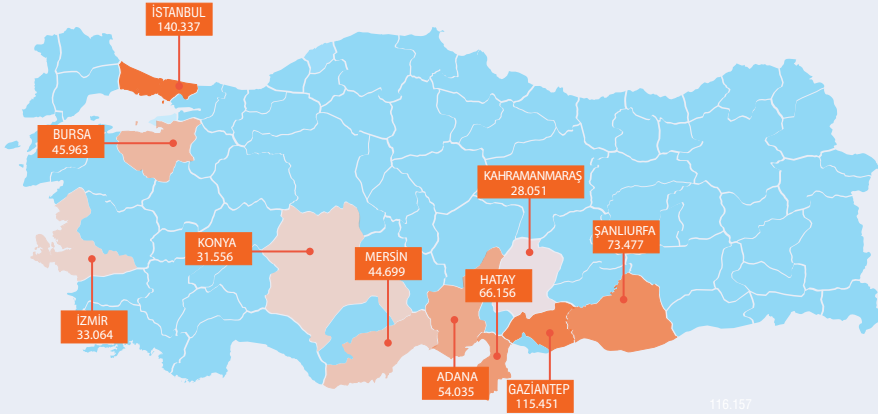 İSTANBUL
140.337
BURSA
45.963
KAHRAMANMARAŞ
28.051
ŞANLIURFA
73.477
KONYA
31.556
MERSİN
44.699
HATAY
66.156
İZMİR
33.064
ADANA
54.035
GAZİANTEP
115.451
116.157